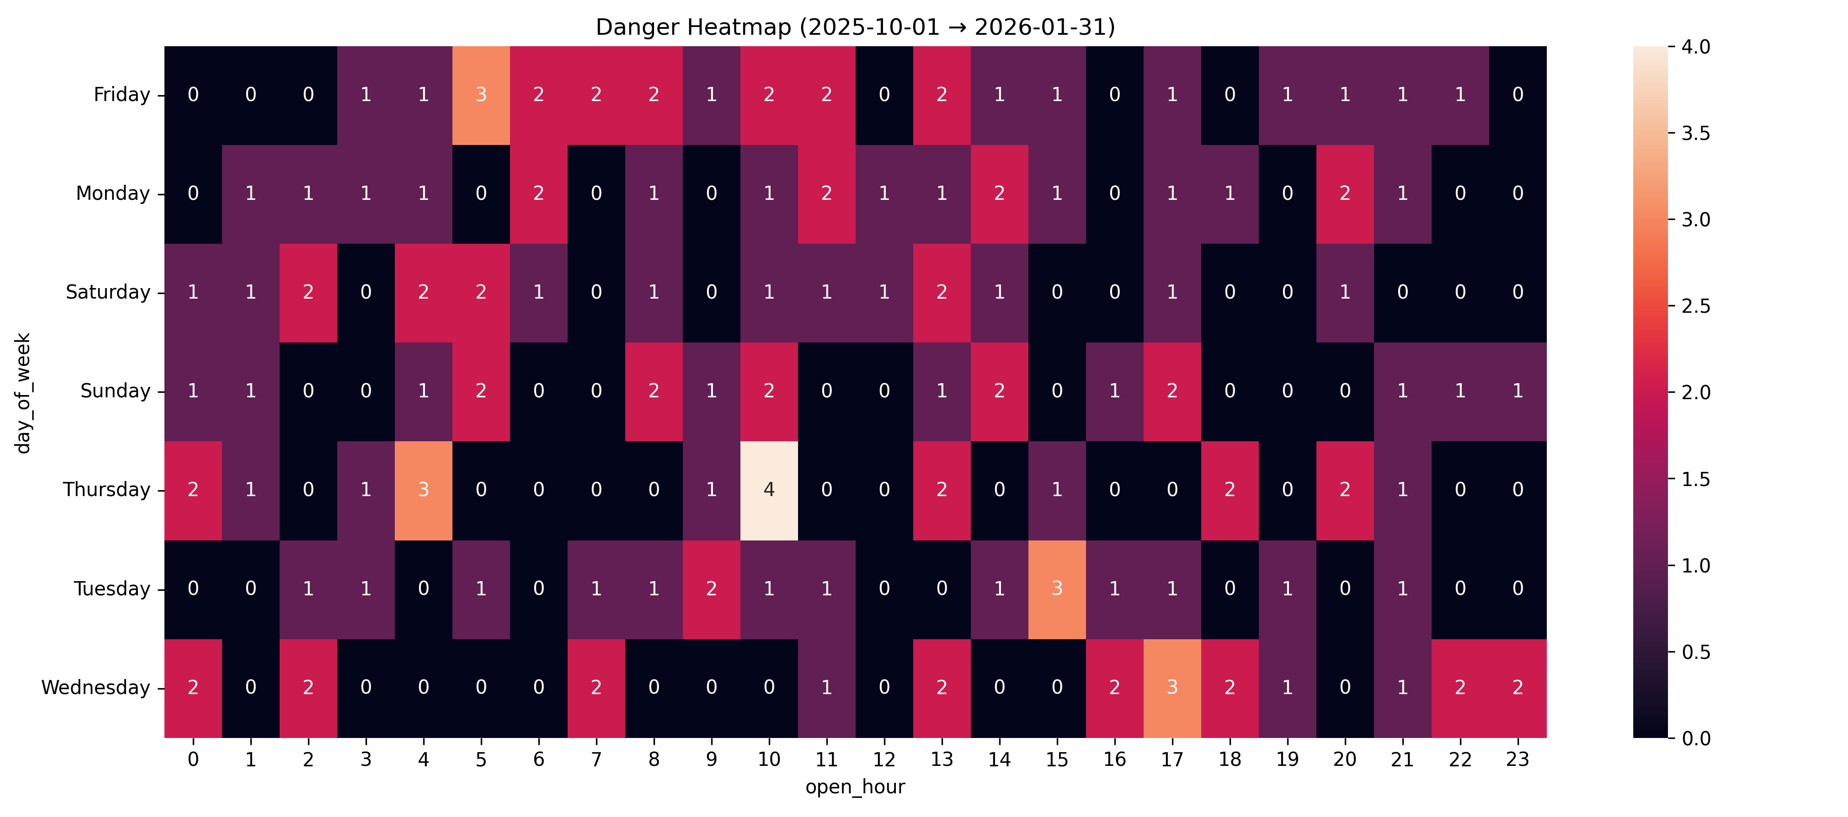 Danger Heatmap (2025-10-01 → 2026-01-31)
day_of_week
Friday 0 0 0 1 1 3 2 2 2 1 2 2 0 2 1 1 0 1 0 1 1 1 1 0
Monday 0 1 1 1 1 0 2 0 1 0 1 2 1 1 2 1 0 1 1 0 2 1 0 0
Saturday 1 1 2 0 2 2 1 0 1 0 1 1 1 2 1 0 0 1 0 0 1 0 0 0
Sunday 1 1 0 0 1 2 0 0 2 1 2 0 0 1 2 0 1 2 0 0 0 1 1 1
Thursday 2 1 0 1 3 0 0 0 0 1 4 0 0 2 0 1 0 0 2 0 2 1 0 0
Tuesday 0 0 1 1 0 1 0 1 1 2 1 1 0 0 1 3 1 1 0 1 0 1 0 0
Wednesday 2 0 2 0 0 0 0 2 0 0 0 1 0 2 0 0 2 3 2 1 0 1 2 2
0 1 2 3 4 5 6 7 8 9 10 11 12 13 14 15 16 17 18 19 20 21 22 23
open_hour
4.0
3.5
3.0
2.5
2.0
1.5
1.0
0.5
0.0